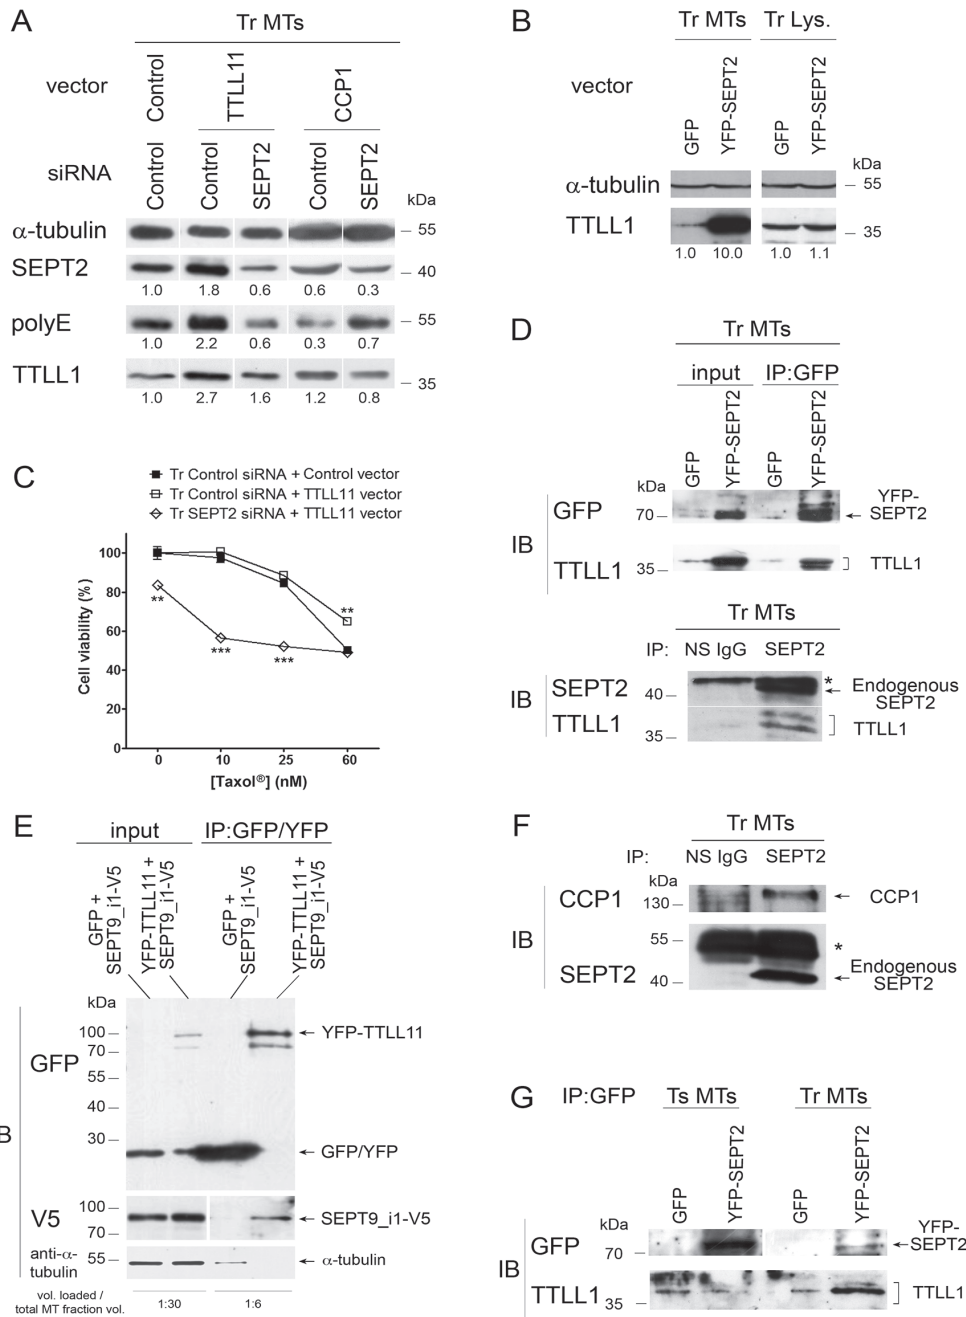 A
Tr MTs
vector
Control
TTLL11
CCP1
siRNA
Control
Control
SEPT2
Control
SEPT2
kDa
α-tubulin
55
SEPT2
40
1.0 1.8 0.6 0.6 0.3
polyE
55
1.0 2.2 0.6 0.3 0.7
TTLL1
35
1.0 2.7 1.6 1.2 0.8
B
Tr MTs Tr Lys.
vector
GFP
YFP-SEPT2
GFP
YFP-SEPT2
kDa
α-tubulin
55
TTLL1
35
1.0 10.0 1.0 1.1
C
Tr Control siRNA + Control vector
Tr Control siRNA + TTLL11 vector
Tr SEPT2 siRNA + TTLL11 vector
Cell viability (%)
100
80
60
40
20
0
**
***
***
**
0 10 25 60
[Taxol®] (nM)
D
Tr MTs
input IP:GFP
GFP
YFP-SEPT2
GFP
YFP-SEPT2
kDa
IB
GFP
70
YFP-
SEPT2
TTLL1
35
TTLL1
Tr MTs
IP: NS IgG SEPT2
IB
SEPT2
40
*
Endogenous
SEPT2
TTLL1
35
TTLL1
E
input IP:GFP/YFP
GFP +
SEPT9_i1-V5
YFP-TTLL11 +
SEPT9_i1-V5
GFP +
SEPT9_i1-V5
YFP-TTLL11 +
SEPT9_i1-V5
kDa
B
GFP
100
70
55
40
30
YFP-TTLL11
GFP/YFP
V5
100
70
SEPT9_i1-V5
anti-α-
tubulin
55
α-tubulin
vol. loaded /
total MT fraction vol.
1:30 1:6
F
Tr MTs
IP: NS IgG SEPT2
kDa
IB
CCP1
130
CCP1
55
*
SEPT2
40
Endogenous
SEPT2
G
IP:GFP Ts MTs Tr MTs
GFP
YFP-SEPT2
GFP
YFP-SEPT2
kDa
IB
GFP
70
YFP-
SEPT2
TTLL1
35
TTLL1